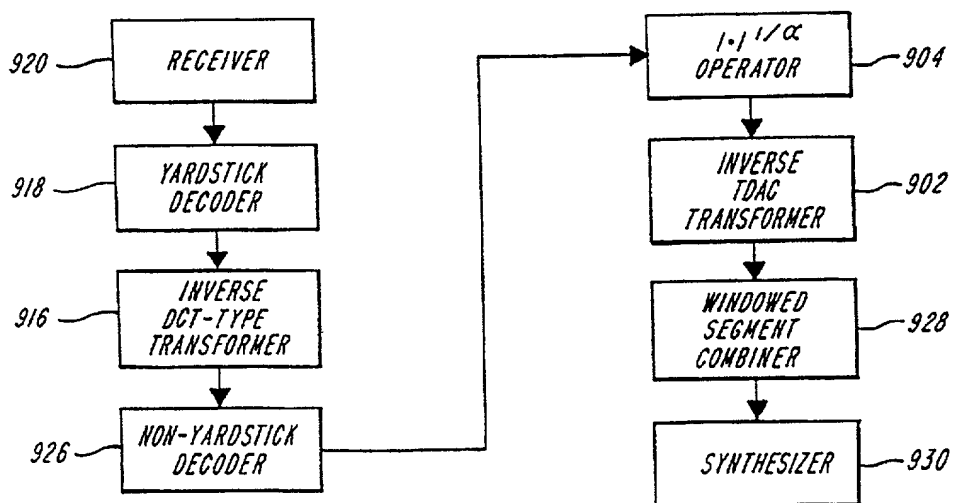 920
RECEIVER
918
YARDSTICK
DECODER
916
INVERSE
DCT-TYPE
TRANSFORMER
926
NON-YARDSTICK
DECODER
|·|^1/α
OPERATOR
904
INVERSE
TDAC
TRANSFORMER
902
WINDOWED
SEGMENT
COMBINER
928
SYNTHESIZER
930